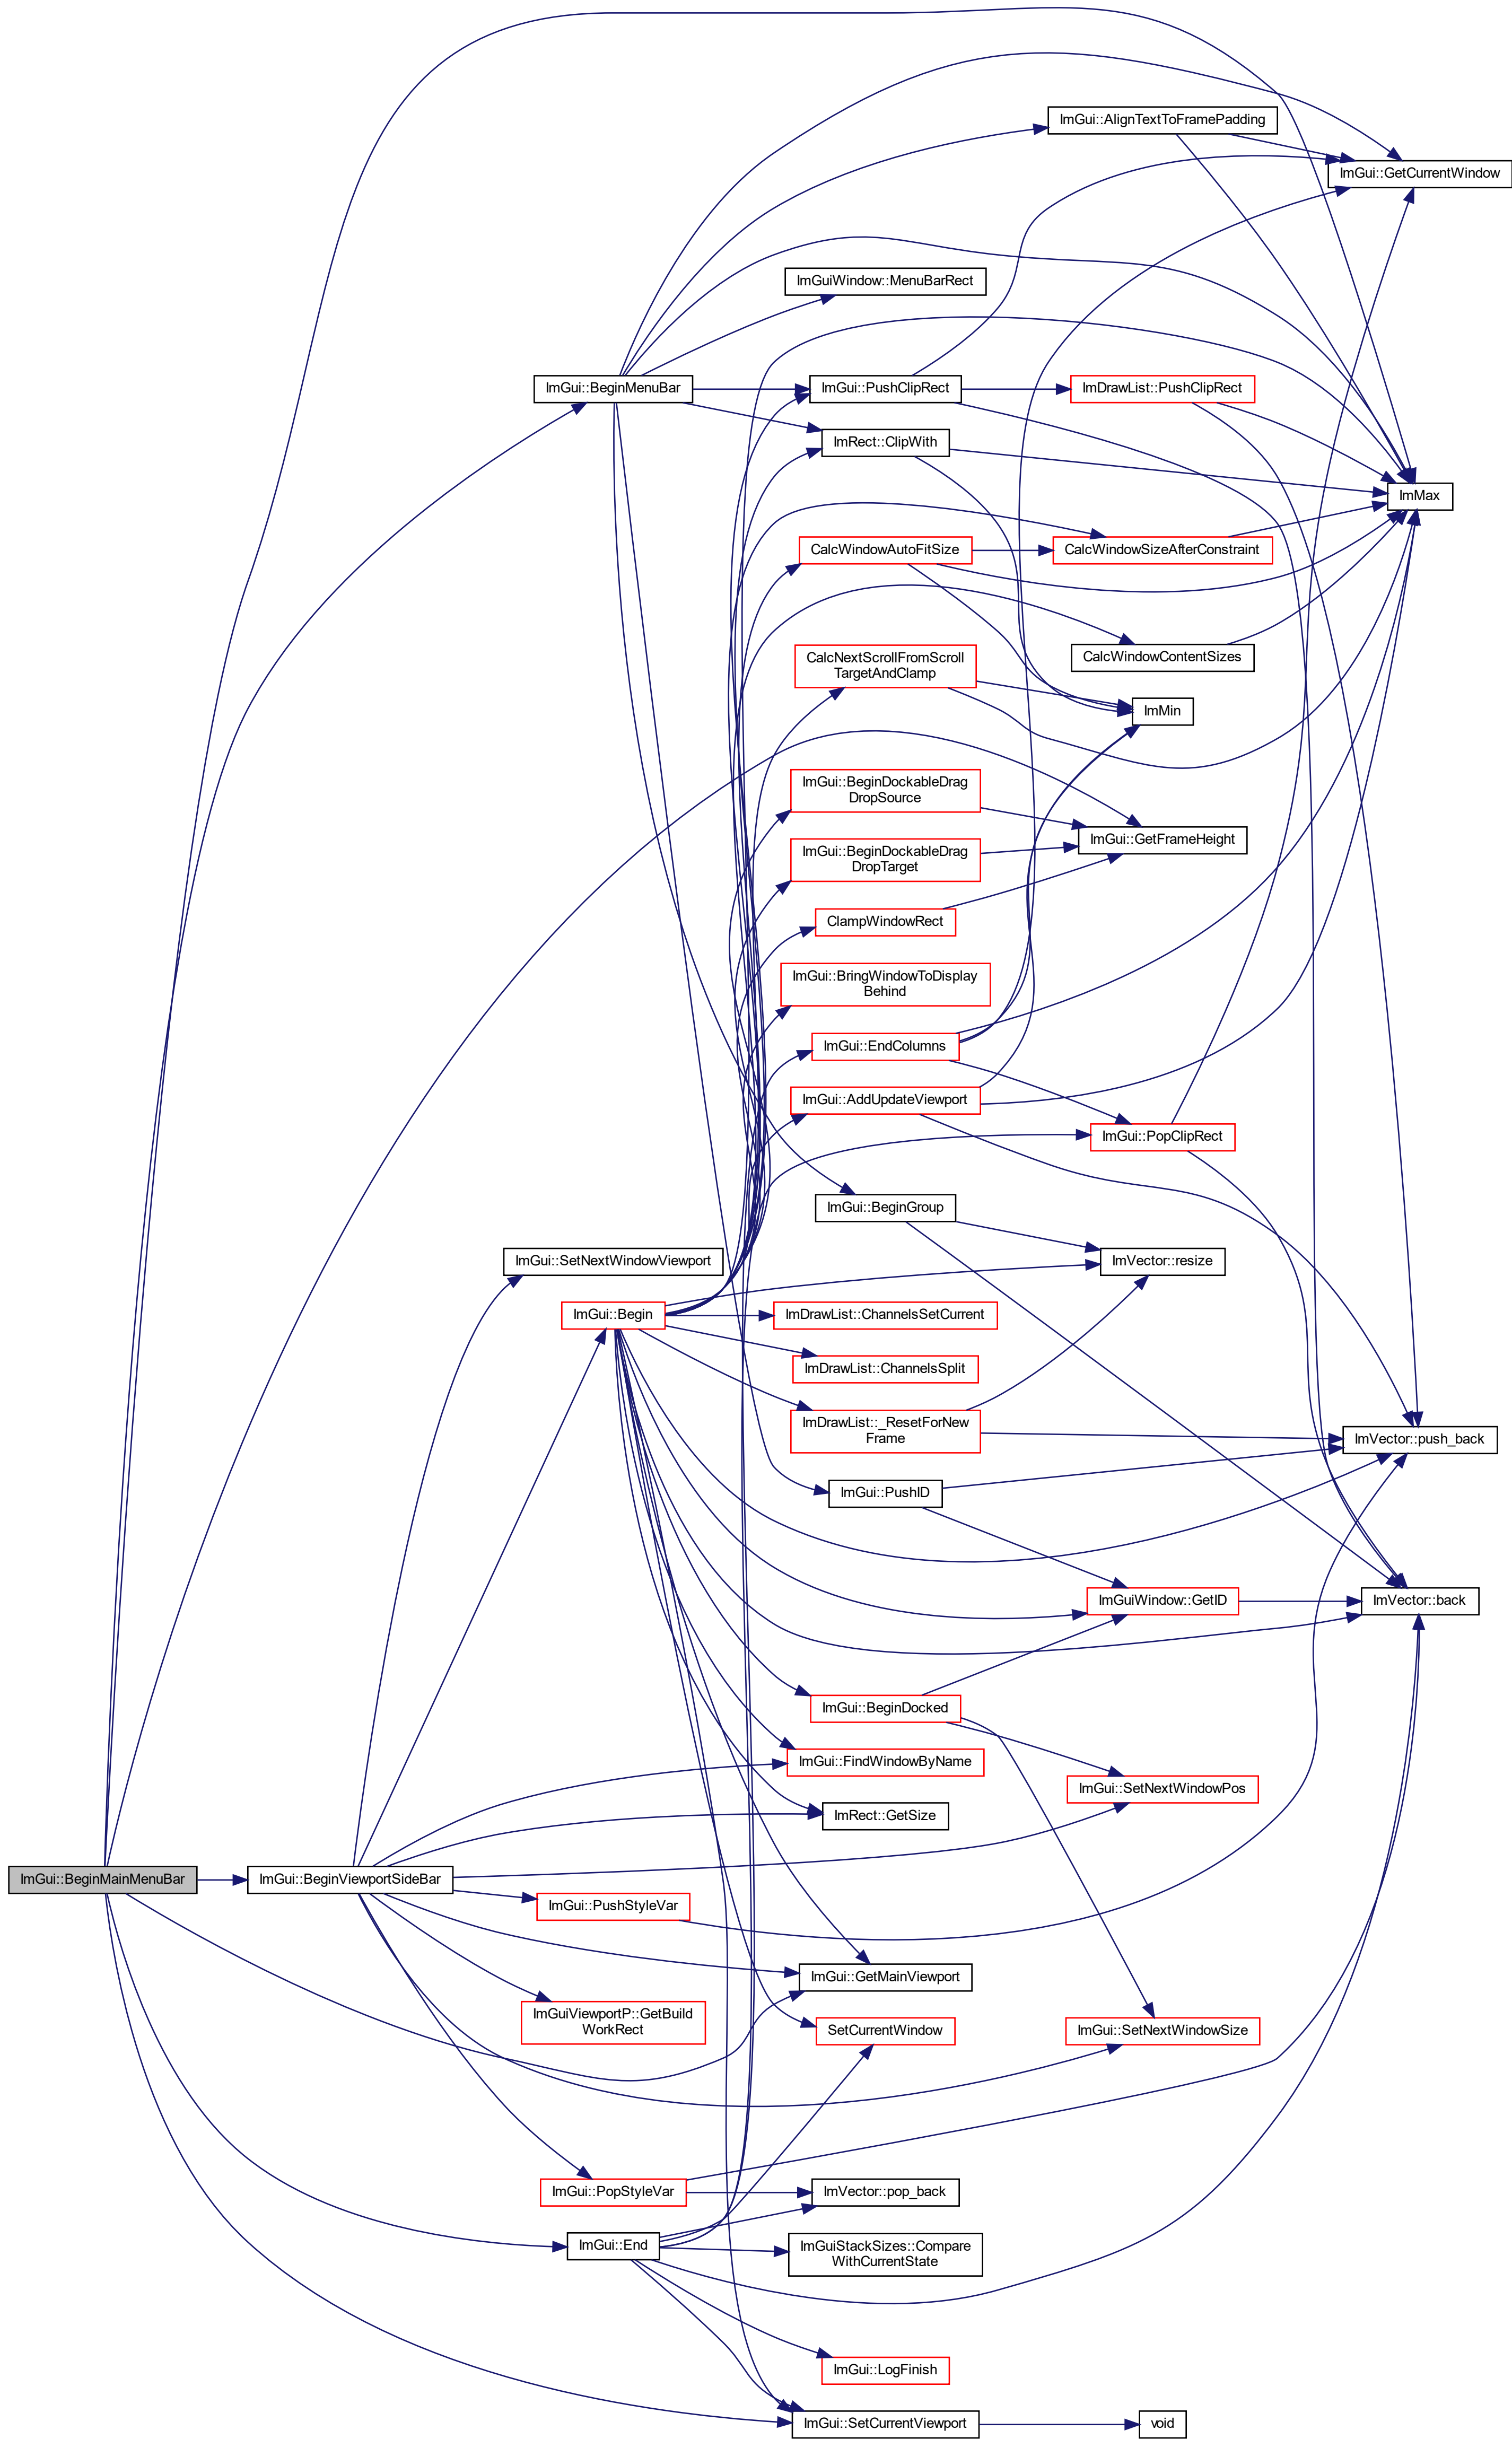 ImGui::AlignTextToFramePadding
ImGui::GetCurrentWindow
ImGuiWindow::MenuBarRect
ImGui::BeginMenuBar
ImGui::PushClipRect
ImDrawList::PushClipRect
ImRect::ClipWith
ImMax
CalcWindowAutoFitSize
CalcWindowSizeAfterConstraint
CalcWindowContentSizes
CalcNextScrollFromScroll
TargetAndClamp
ImMin
ImGui::BeginDockableDrag
DropSource
ImGui::GetFrameHeight
ImGui::BeginDockableDrag
DropTarget
ClampWindowRect
ImGui::BringWindowToDisplay
Behind
ImGui::EndColumns
ImGui::AddUpdateViewport
ImGui::PopClipRect
ImGui::BeginGroup
ImGui::SetNextWindowViewport
ImVector::resize
ImGui::Begin
ImDrawList::ChannelsSetCurrent
ImDrawList::ChannelsSplit
ImDrawList::_ResetForNew
Frame
ImVector::push_back
ImGui::PushID
ImGuiWindow::GetID
ImVector::back
ImGui::BeginDocked
ImGui::FindWindowByName
ImGui::SetNextWindowPos
ImRect::GetSize
ImGui::BeginMainMenuBar
ImGui::BeginViewportSideBar
ImGui::PushStyleVar
ImGui::GetMainViewport
ImGuiViewportP::GetBuild
WorkRect
SetCurrentWindow
ImGui::SetNextWindowSize
ImGui::PopStyleVar
ImVector::pop_back
ImGui::End
ImGuiStackSizes::Compare
WithCurrentState
ImGui::LogFinish
ImGui::SetCurrentViewport
void